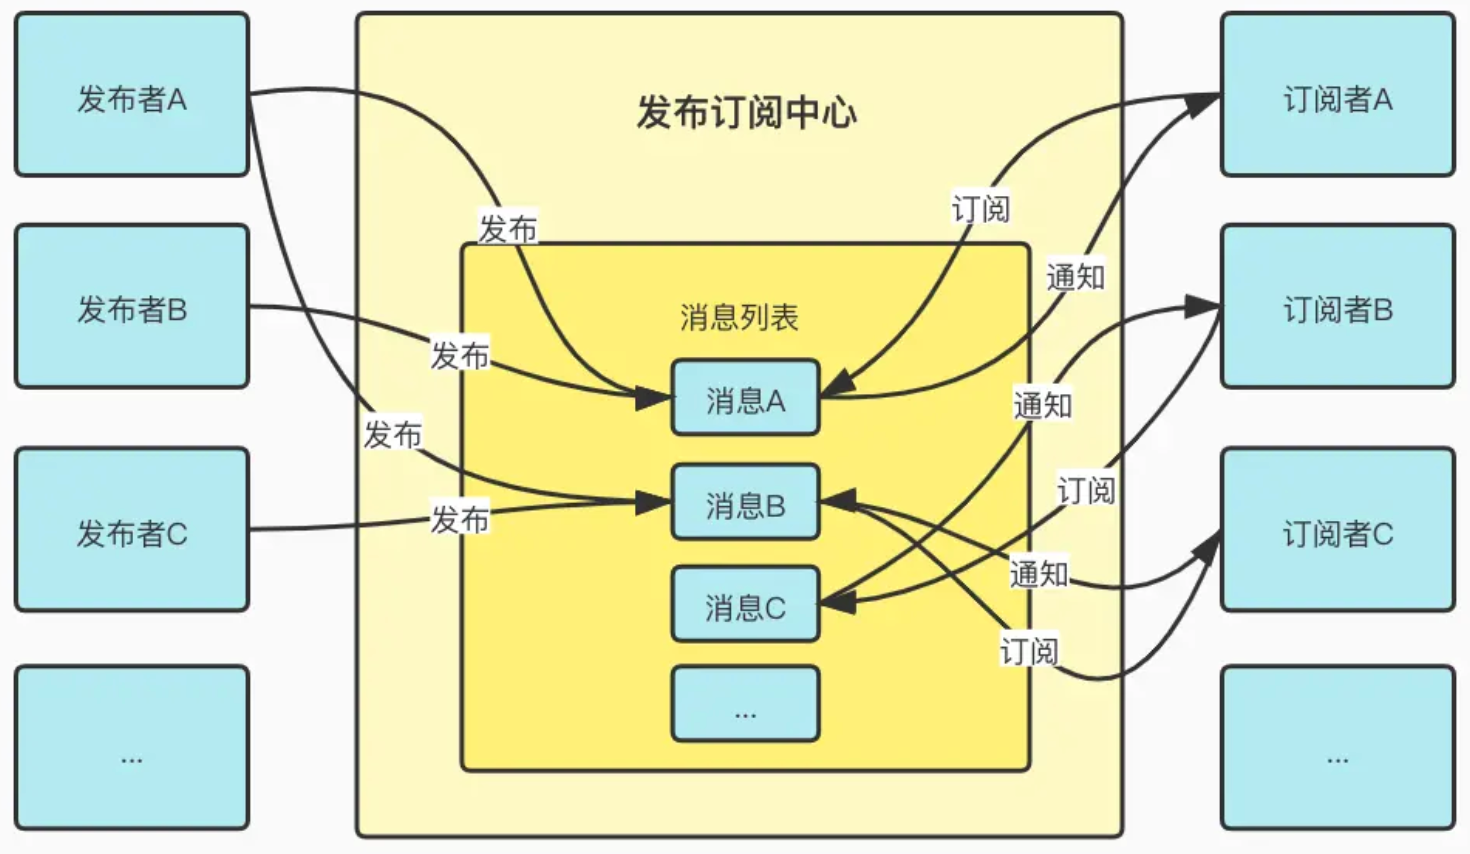 发布者A
发布者B
发布者C
...
发布订阅中心
发布
发布
发布
发布
消息列表
消息A
消息B
消息C
...
订阅
通知
通知
订阅
通知
订阅
订阅者A
订阅者B
订阅者C
...